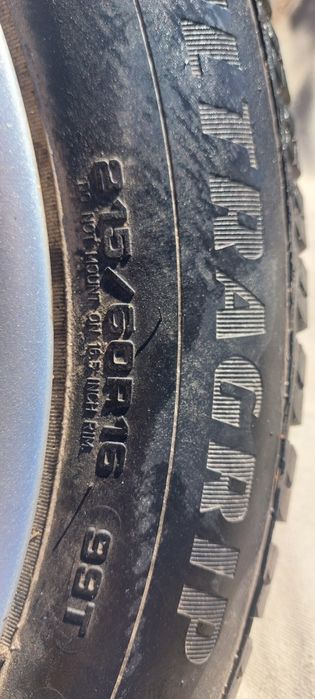 ULTRAGRIP
215/60R16 99T
DO NOT MOUNT ON 16.5 INCH RIM.